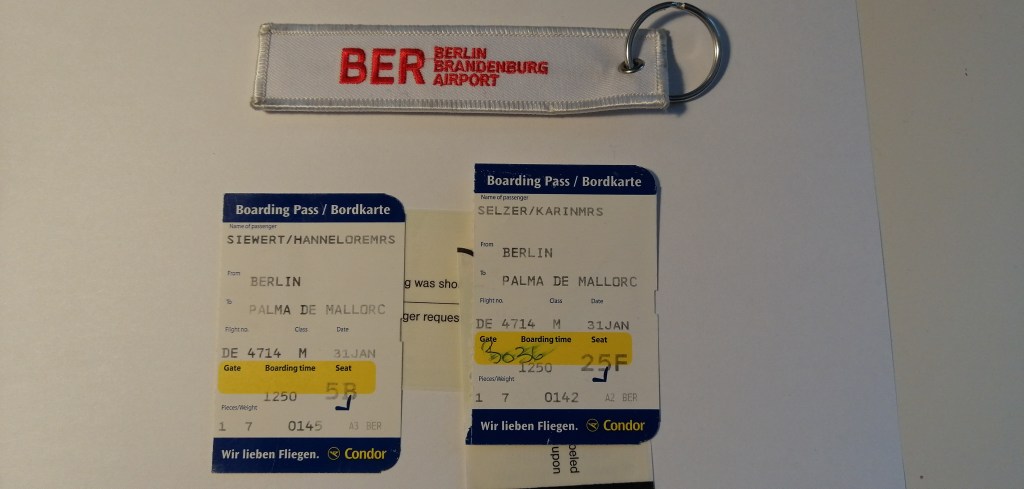 BER BERLIN
BRANDENBURG
AIRPORT
Boarding Pass / Bordkarte
Name of passenger
SIEWERT/HANNELOREMRS
From
BERLIN
To
PALMA DE MALLORC
Flight no. Class Date
DE 4714 M 31JAN
Gate Boarding time Seat
1250 5B
Pieces/Weight
1 7 0145 A3 BER
Wir lieben Fliegen. Condor
g was sho
ger reques
Boarding Pass / Bordkarte
Name of passenger
SELZER/KARINMRS
From
BERLIN
To
PALMA DE MALLORC
Flight no. Class Date
DE 4714 M 31JAN
Gate Boarding time Seat
1250 25F
Pieces/Weight
1 7 0142 A2 BER
Wir lieben Fliegen. Condor
beled
upon